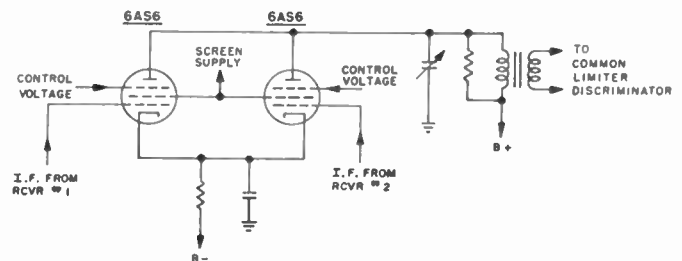 6AS6
6AS6
SCREEN
SUPPLY
CONTROL
VOLTAGE
CONTROL
VOLTAGE
TO
COMMON
LIMITER
DISCRIMINATOR
B+
I.F. FROM
RCVR #1
I.F. FROM
RCVR #2
B-